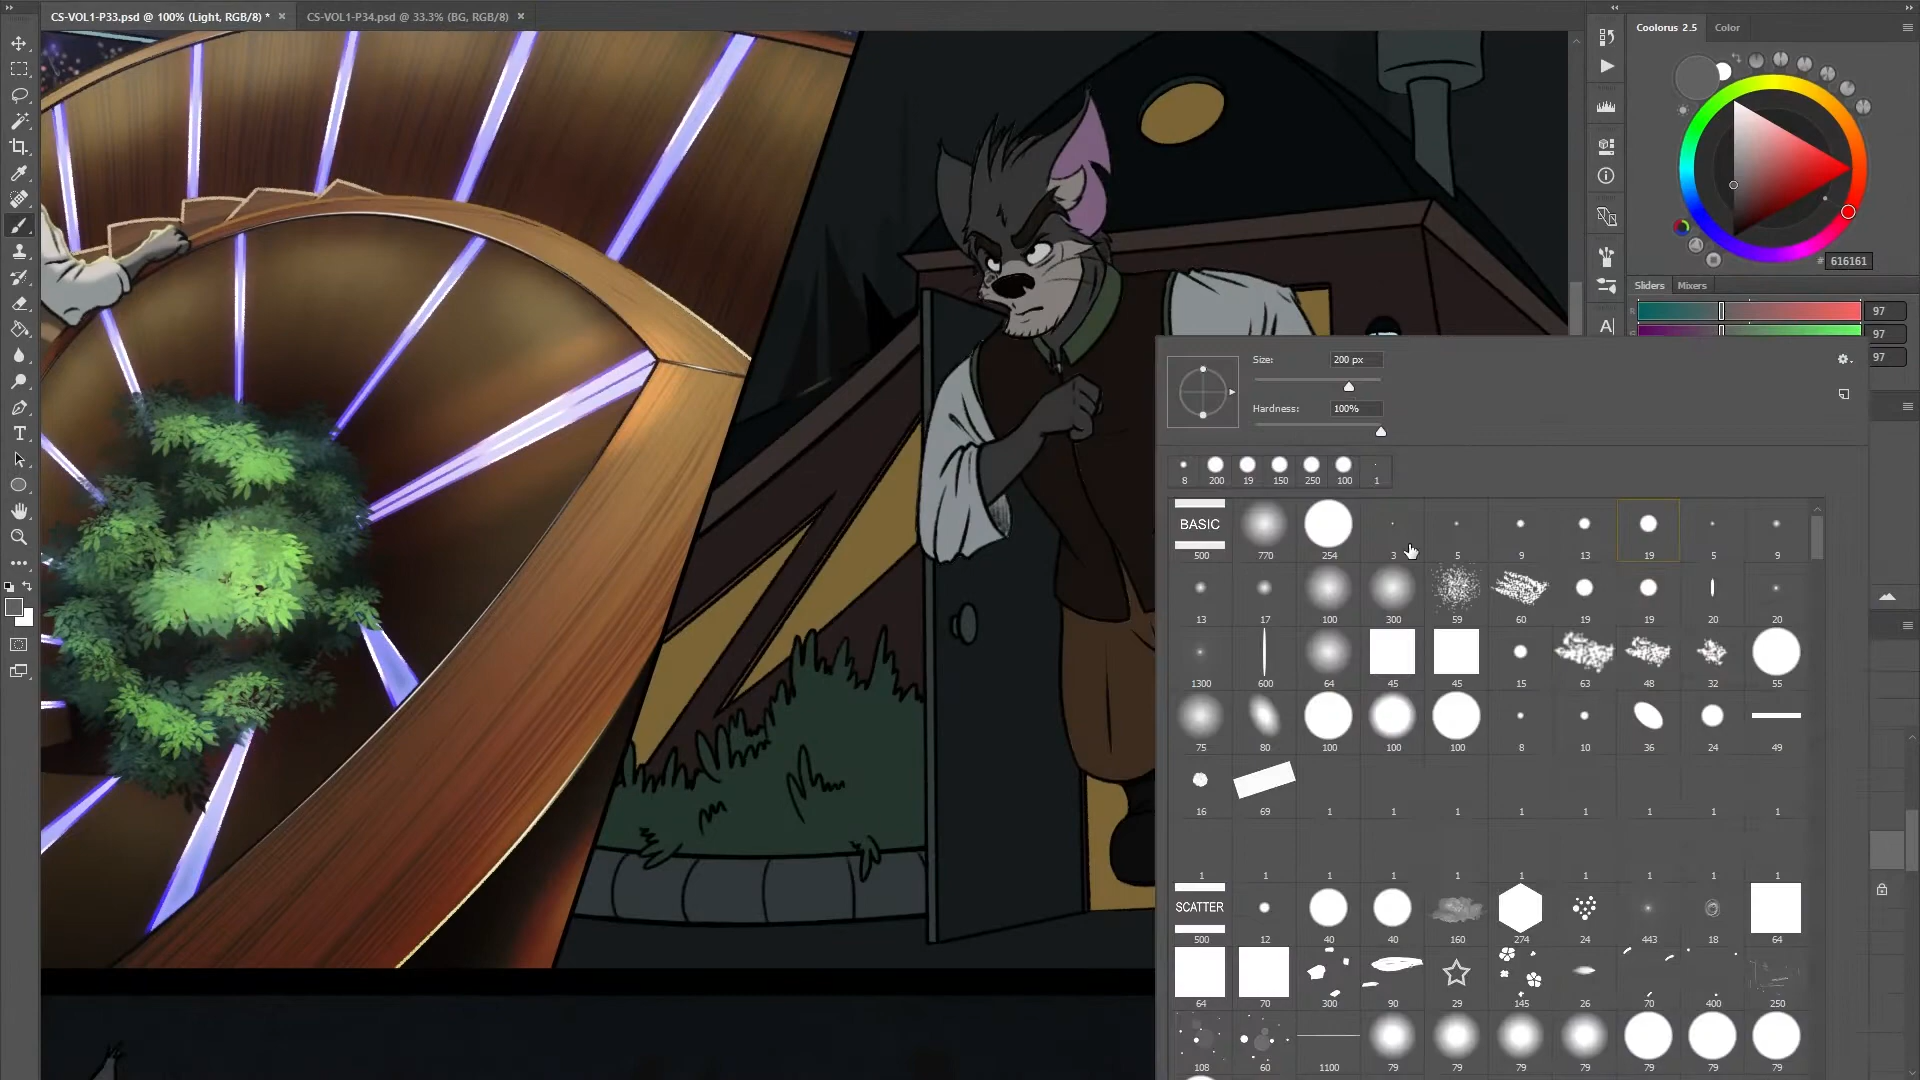 CS-VOL1-P33.psd @ 100% (Light, RGB/8) *
CS-VOL1-P34.psd @ 33.3% (BG, RGB/8)
Coolorus 2.5
Color
# 616161
Sliders
Mixers
97
97
97
Size:
200 px
Hardness:
100%
8 200 19 150 250 100 1
BASIC
500 770 254 3 5 9 13 19 5 9
13 17 100 300 59 60 19 19 20 20
1300 600 64 45 45 15 63 48 32 55
75 80 100 100 100 8 10 36 24 49
16 69 1 1 1 1 1 1 1 1
1 1 1 1 1 1 1 1 1 1
SCATTER
500 12 40 40 160 274 24 443 18 64
64 70 300 90 29 145 26 70 400 250
108 60 1100 79 79 79 79 79 79 79